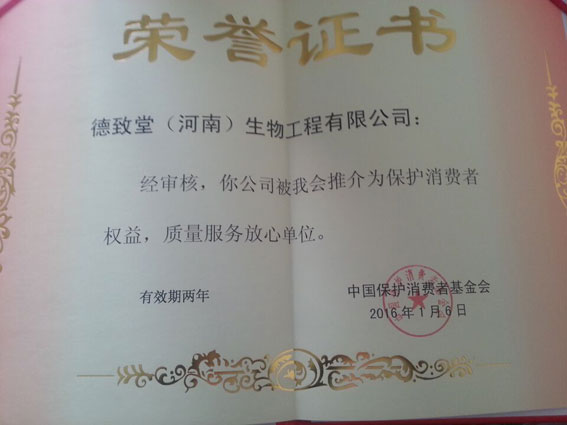 荣誉证书
德致堂（河南）生物工程有限公司：
经审核，你公司被我会推介为保护消费者
权益，质量服务放心单位。
有效期两年
中国保护消费者基金会
2016年1月6日